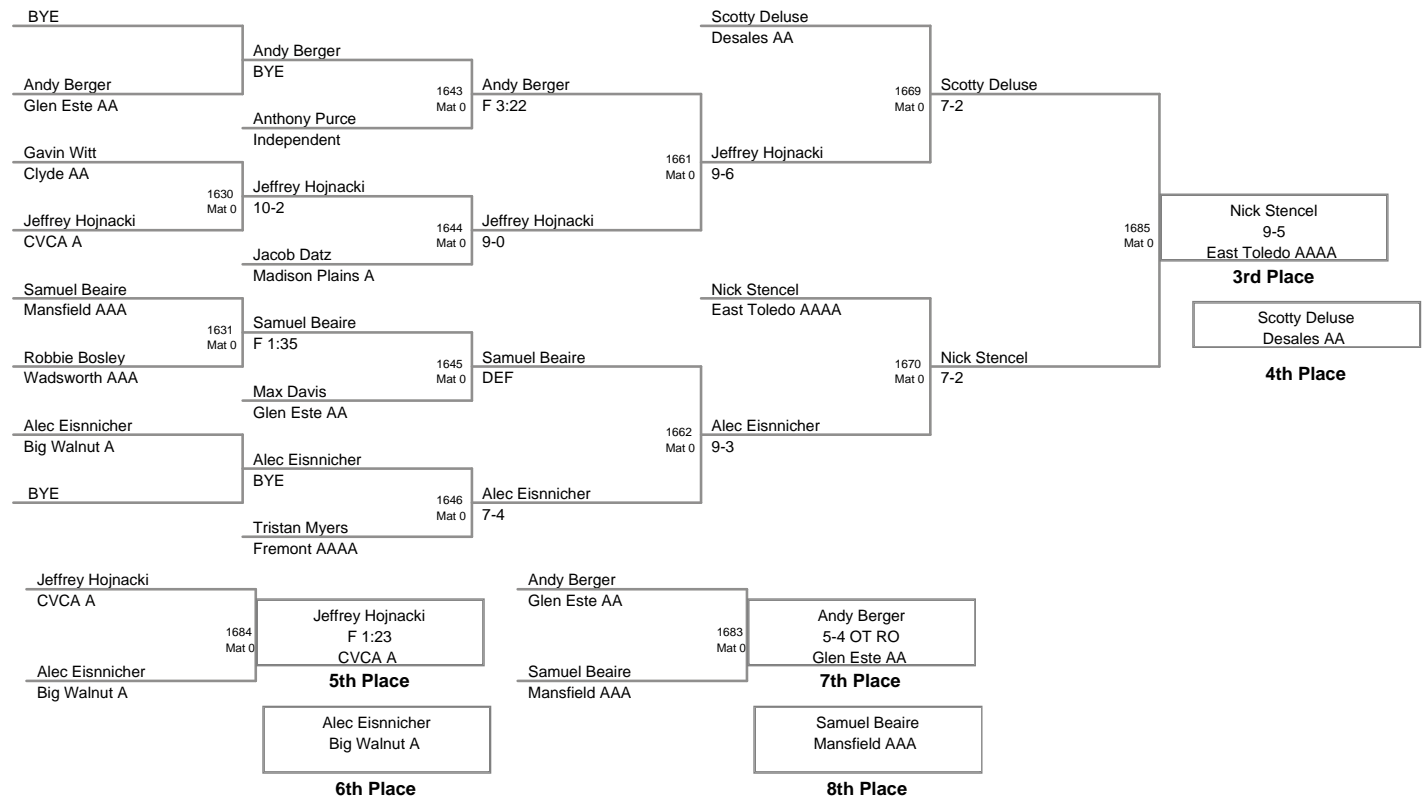 BYE
Andy Berger
Glen Este AA
Gavin Witt
Clyde AA
1630
Mat 0
Jeffrey Hojnacki
CVCA A
Samuel Beaire
Mansfield AAA
1631
Mat 0
Robbie Bosley
Wadsworth AAA
Alec Eisnnicher
Big Walnut A
BYE
Andy Berger
BYE
1643
Mat 0
Anthony Purce
Independent
Jeffrey Hojnacki
10-2
1644
Mat 0
Jacob Datz
Madison Plains A
Samuel Beaire
F 1:35
1645
Mat 0
Max Davis
Glen Este AA
Alec Eisnnicher
BYE
1646
Mat 0
Tristan Myers
Fremont AAAA
Andy Berger
F 3:22
1661
Mat 0
Jeffrey Hojnacki
9-0
Samuel Beaire
DEF
1662
Mat 0
Alec Eisnnicher
7-4
Scotty Deluse
Desales AA
1669
Mat 0
Jeffrey Hojnacki
9-6
Nick Stencel
East Toledo AAAA
1670
Mat 0
Alec Eisnnicher
9-3
Scotty Deluse
7-2
1685
Mat 0
Nick Stencel
7-2
Nick Stencel
9-5
East Toledo AAAA
3rd Place
Scotty Deluse
Desales AA
4th Place
Jeffrey Hojnacki
CVCA A
1684
Mat 0
Alec Eisnnicher
Big Walnut A
Jeffrey Hojnacki
F 1:23
CVCA A
5th Place
Alec Eisnnicher
Big Walnut A
6th Place
Andy Berger
Glen Este AA
1683
Mat 0
Samuel Beaire
Mansfield AAA
Andy Berger
5-4 OT RO
Glen Este AA
7th Place
Samuel Beaire
Mansfield AAA
8th Place